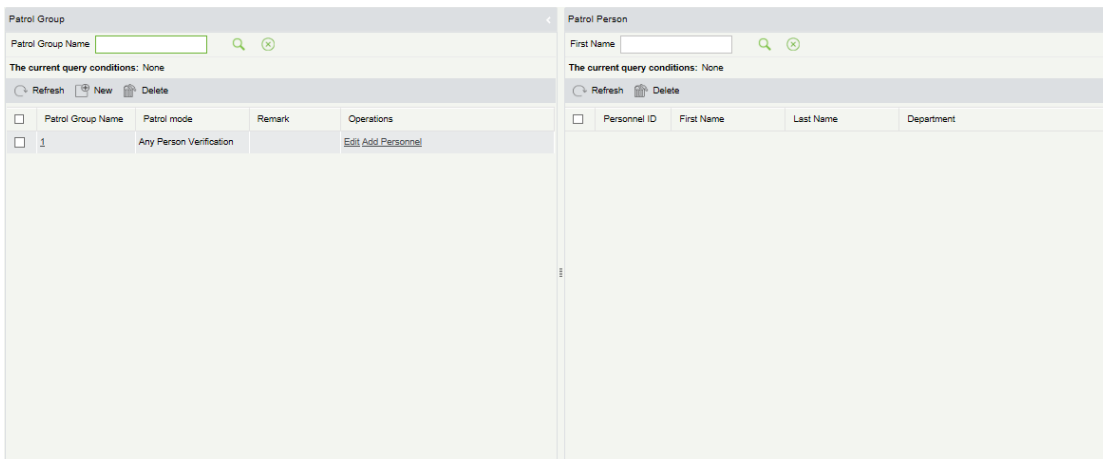 Patrol Group
Patrol Group Name
The current query conditions: None
Refresh New Delete
Patrol Group Name Patrol mode Remark Operations
1 Any Person Verification Edit Add Personnel
Patrol Person
First Name
The current query conditions: None
Refresh Delete
Personnel ID First Name Last Name Department